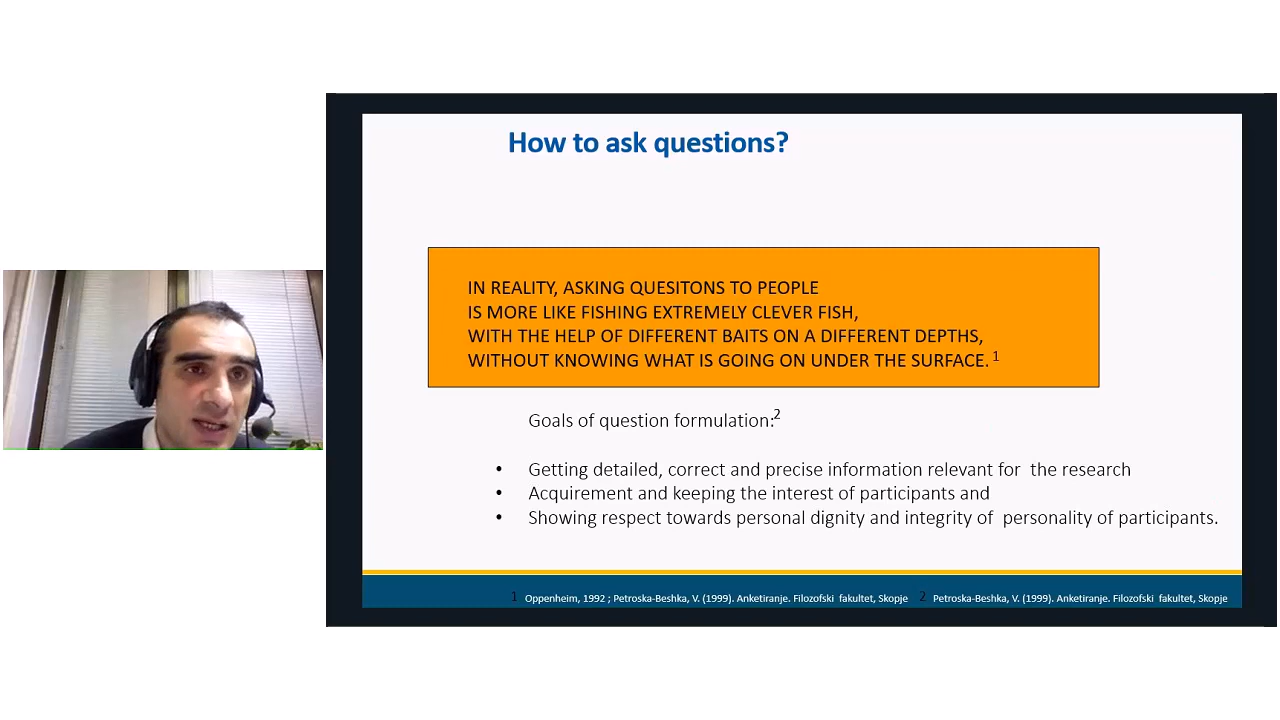 How to ask questions?
IN REALITY, ASKING QUESITONS TO PEOPLE
IS MORE LIKE FISHING EXTREMELY CLEVER FISH,
WITH THE HELP OF DIFFERENT BAITS ON A DIFFERENT DEPTHS,
WITHOUT KNOWING WHAT IS GOING ON UNDER THE SURFACE. 1
Goals of question formulation:2
• Getting detailed, correct and precise information relevant for the research
• Acquirement and keeping the interest of participants and
• Showing respect towards personal dignity and integrity of personality of participants.
1 Oppenheim, 1992 ; Petroska-Beshka, V. (1999). Anketiranje. Filozofski fakultet, Skopje 2 Petroska-Beshka, V. (1999). Anketiranje. Filozofski fakultet, Skopje